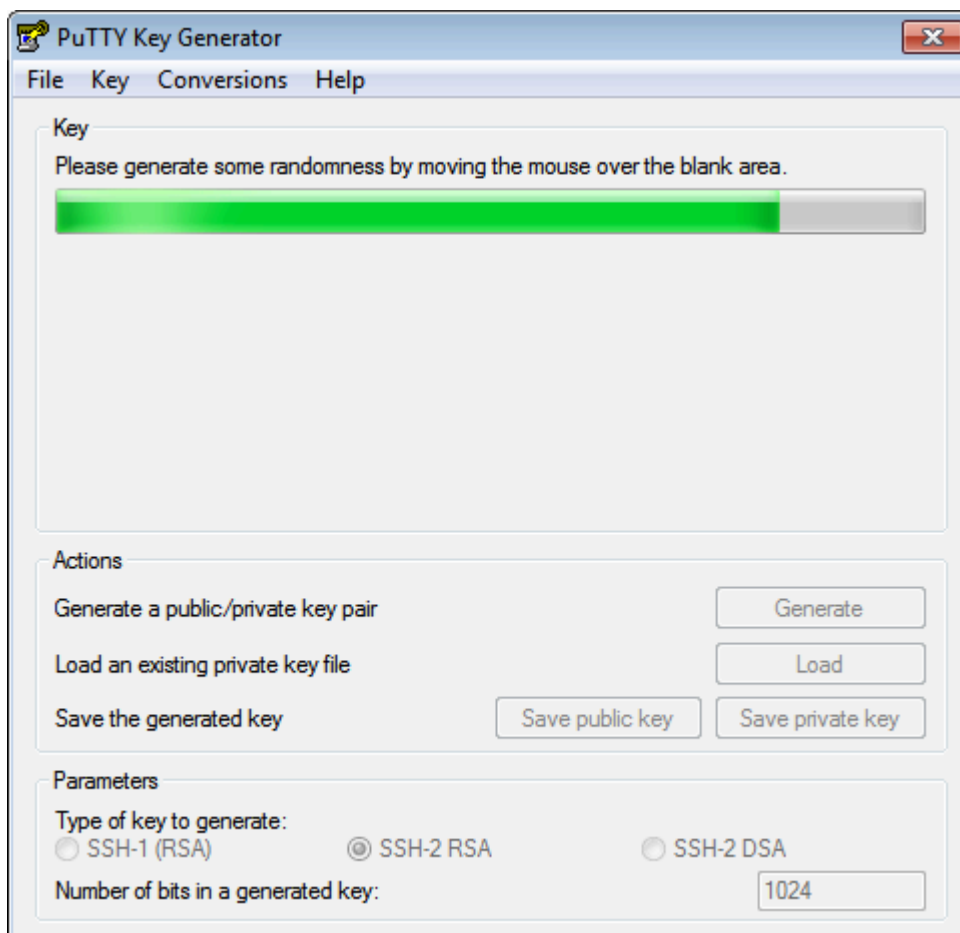 PuTTY Key Generator
File Key Conversions Help
Key
Please generate some randomness by moving the mouse over the blank area.
Actions
Generate a public/private key pair Generate
Load an existing private key file Load
Save the generated key Save public key Save private key
Parameters
Type of key to generate:
SSH-1 (RSA) SSH-2 RSA SSH-2 DSA
Number of bits in a generated key: 1024